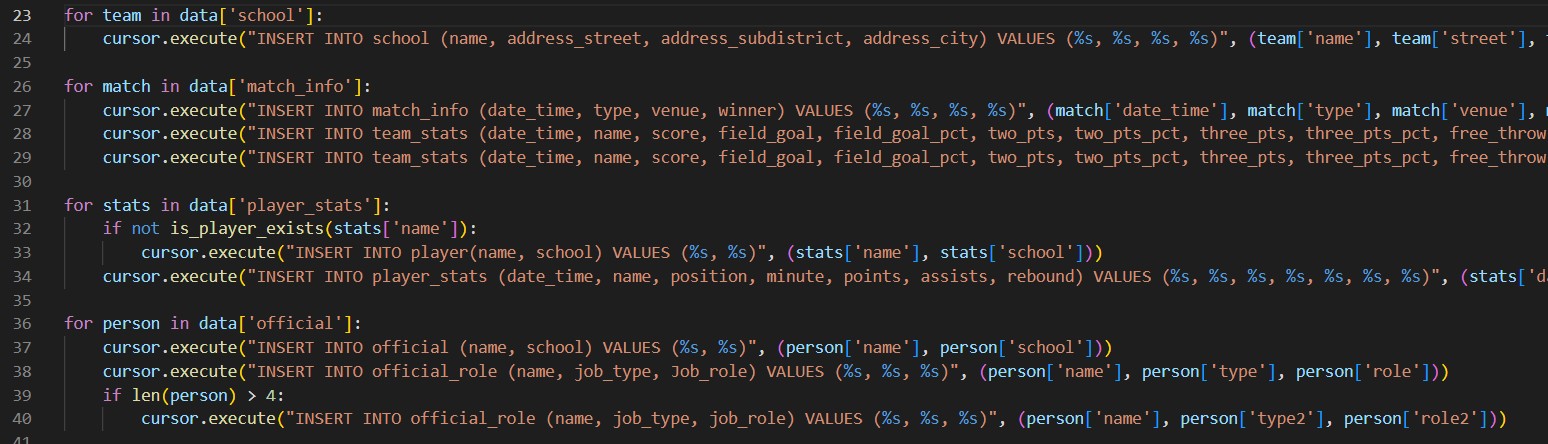 23 for team in data['school']:
24     cursor.execute("INSERT INTO school (name, address_street, address_subdistrict, address_city) VALUES (%s, %s, %s, %s)", (team['name'], team['street'],
25
26 for match in data['match_info']:
27     cursor.execute("INSERT INTO match_info (date_time, type, venue, winner) VALUES (%s, %s, %s, %s)", (match['date_time'], match['type'], match['venue'],
28     cursor.execute("INSERT INTO team_stats (date_time, name, score, field_goal, field_goal_pct, two_pts, two_pts_pct, three_pts, three_pts_pct, free_throw
29     cursor.execute("INSERT INTO team_stats (date_time, name, score, field_goal, field_goal_pct, two_pts, two_pts_pct, three_pts, three_pts_pct, free_throw
30
31 for stats in data['player_stats']:
32     if not is_player_exists(stats['name']):
33         cursor.execute("INSERT INTO player(name, school) VALUES (%s, %s)", (stats['name'], stats['school']))
34     cursor.execute("INSERT INTO player_stats (date_time, name, position, minute, points, assists, rebound) VALUES (%s, %s, %s, %s, %s, %s, %s)", (stats['d
35
36 for person in data['official']:
37     cursor.execute("INSERT INTO official (name, school) VALUES (%s, %s)", (person['name'], person['school']))
38     cursor.execute("INSERT INTO official_role (name, job_type, Job_role) VALUES (%s, %s, %s)", (person['name'], person['type'], person['role']))
39     if len(person) > 4:
40         cursor.execute("INSERT INTO official_role (name, job_type, job_role) VALUES (%s, %s, %s)", (person['name'], person['type2'], person['role2']))